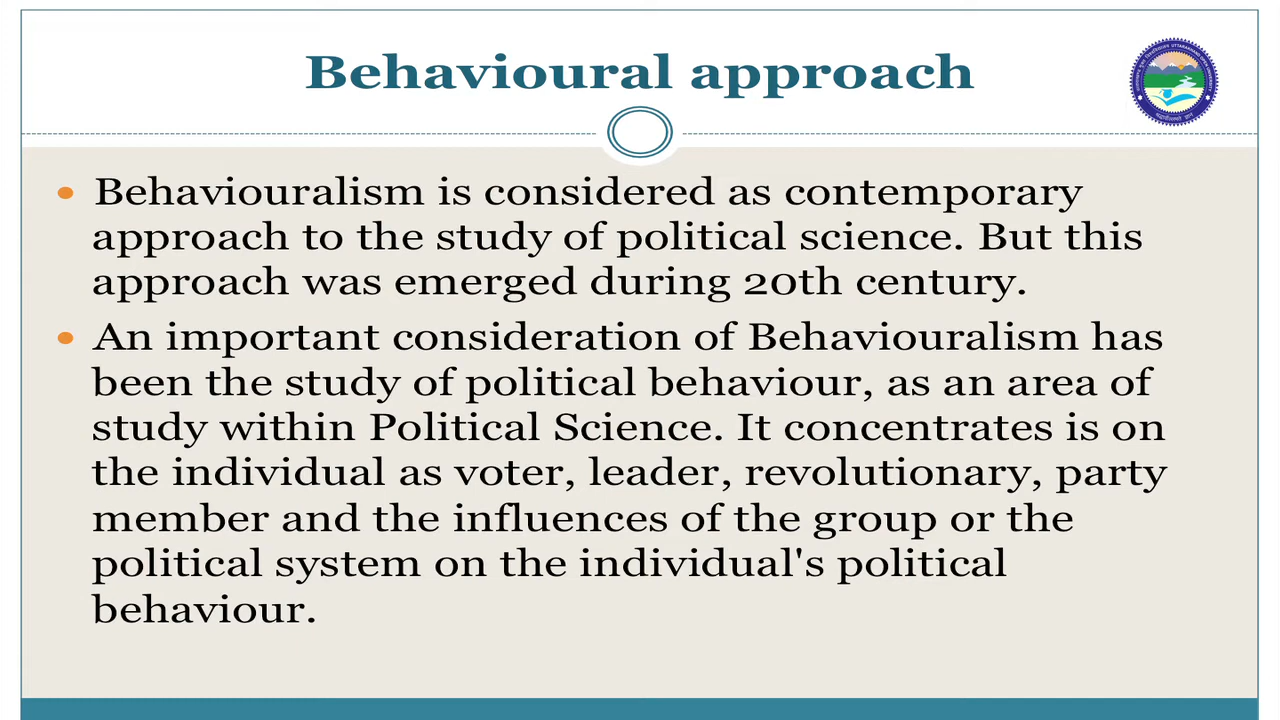 Behavioural approach
Behaviouralism is considered as contemporary
approach to the study of political science. But this
approach was emerged during 20th century.
An important consideration of Behaviouralism has
been the study of political behaviour, as an area of
study within Political Science. It concentrates is on
the individual as voter, leader, revolutionary, party
member and the influences of the group or the
political system on the individual's political
behaviour.